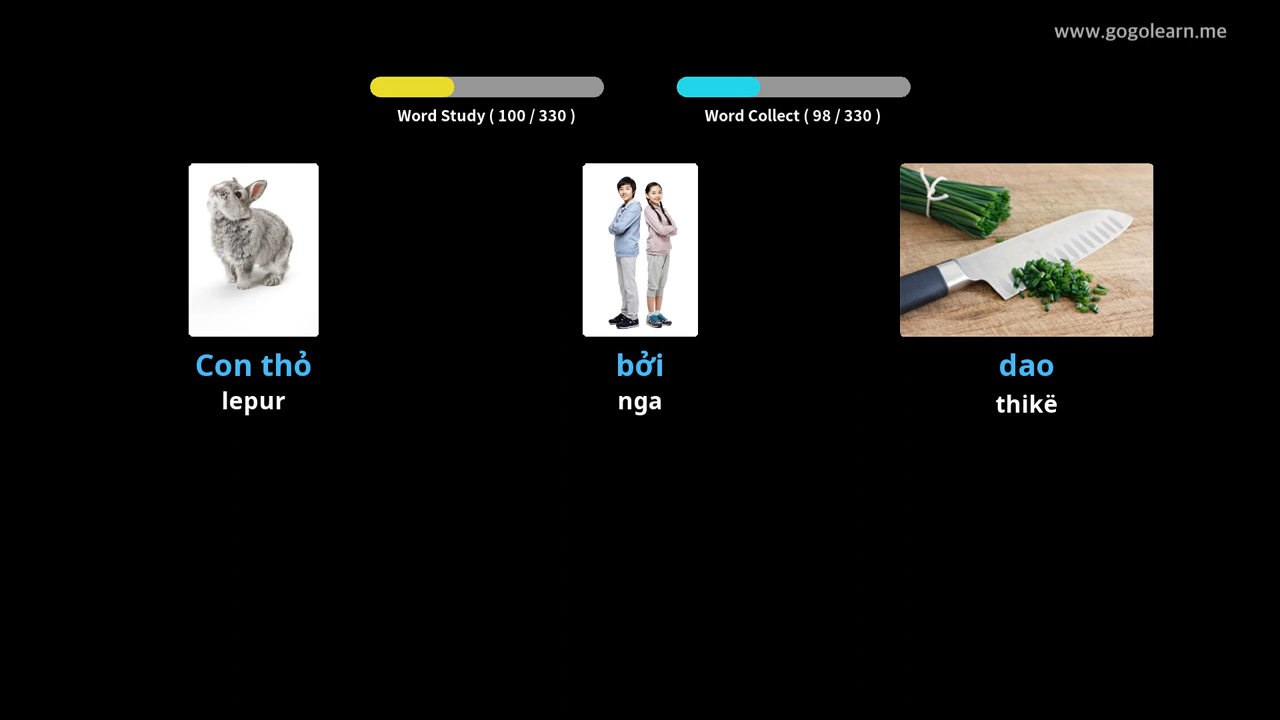 www.gogolearn.me
Word Study ( 100 / 330 )
Word Collect ( 98 / 330 )
Con thỏ
lepur
bởi
nga
dao
thikë